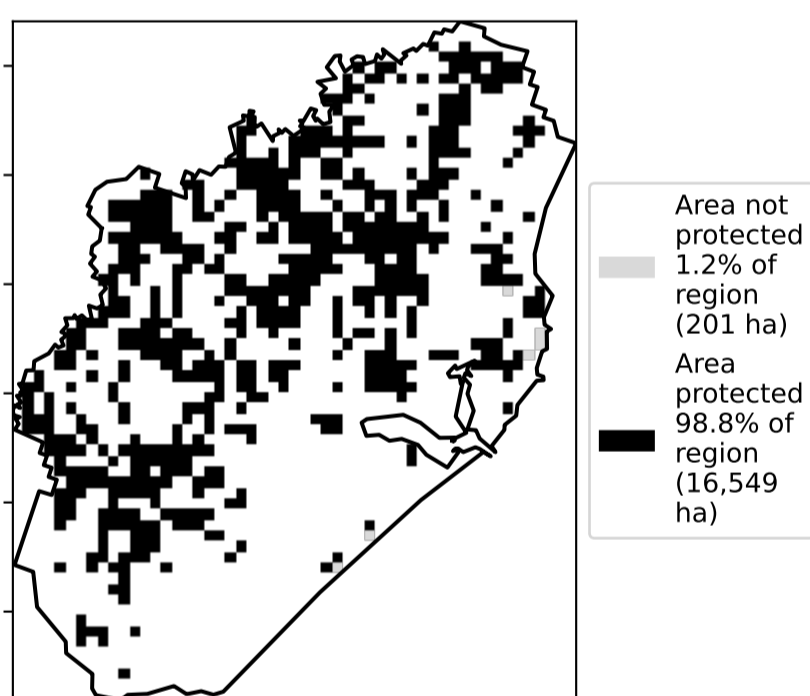 Area not
protected
1.2% of
region
(201 ha)
Area
protected
98.8% of
region
(16,549
ha)